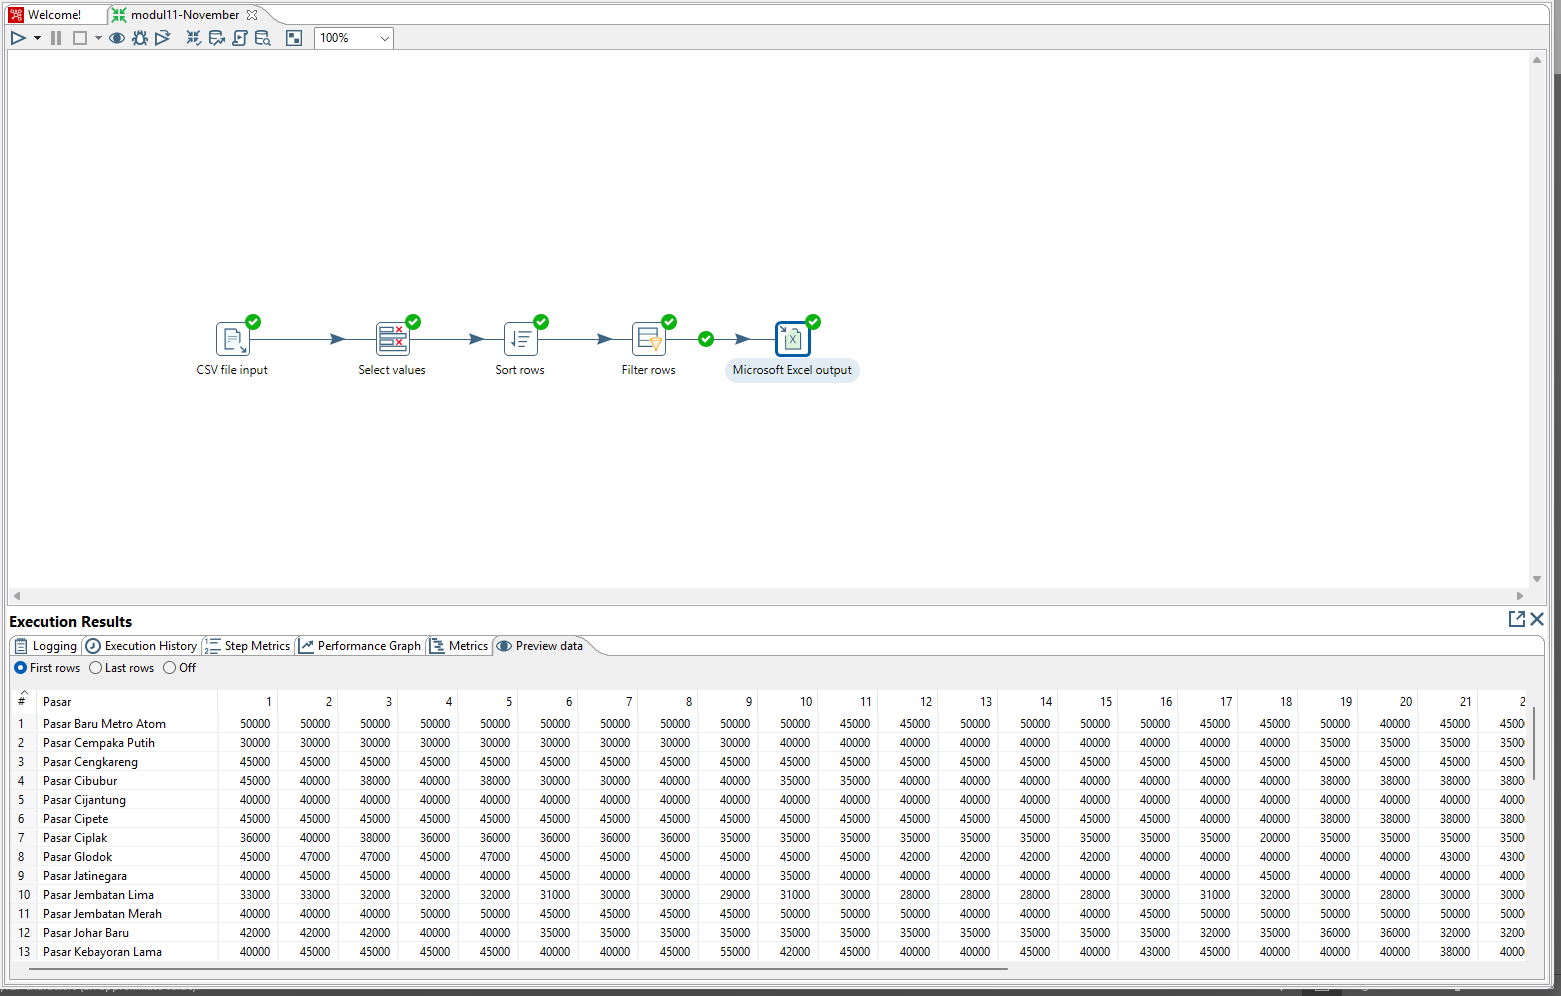 Welcome! modul11-November
100%
CSV file input Select values Sort rows Filter rows Microsoft Excel output
Execution Results
Logging Execution History Step Metrics Performance Graph Metrics Preview data
First rows Last rows Off
# Pasar 1 2 3 4 5 6 7 8 9 10 11 12 13 14 15 16 17 18 19 20 21 2
1 Pasar Baru Metro Atom 50000 50000 50000 50000 50000 50000 50000 50000 50000 50000 45000 45000 50000 50000 50000 50000 45000 45000 50000 40000 45000 4500
2 Pasar Cempaka Putih 30000 30000 30000 30000 30000 30000 30000 30000 30000 40000 40000 40000 40000 40000 40000 40000 40000 40000 35000 35000 35000 3500
3 Pasar Cengkareng 45000 45000 45000 45000 45000 45000 45000 45000 45000 45000 45000 45000 45000 45000 45000 45000 45000 45000 45000 45000 45000 4500
4 Pasar Cibubur 45000 40000 38000 40000 38000 30000 30000 40000 40000 35000 35000 40000 40000 40000 40000 40000 40000 40000 38000 38000 38000 3800
5 Pasar Cijantung 40000 40000 40000 40000 40000 40000 40000 40000 40000 40000 40000 40000 40000 40000 40000 40000 40000 40000 40000 40000 40000 4000
6 Pasar Cipete 45000 45000 45000 45000 45000 45000 45000 45000 45000 45000 45000 45000 45000 45000 45000 40000 40000 40000 38000 38000 38000 3800
7 Pasar Ciplak 36000 40000 38000 36000 36000 36000 36000 36000 35000 35000 35000 35000 35000 35000 35000 35000 35000 20000 35000 35000 35000 3500
8 Pasar Glodok 45000 47000 47000 45000 47000 45000 45000 45000 45000 45000 45000 42000 42000 42000 42000 40000 40000 40000 40000 40000 43000 4300
9 Pasar Jatinegara 40000 45000 45000 40000 40000 45000 40000 40000 40000 35000 40000 40000 40000 40000 40000 40000 40000 40000 40000 40000 40000 4000
10 Pasar Jembatan Lima 33000 33000 32000 32000 32000 31000 30000 30000 29000 31000 30000 28000 28000 28000 28000 30000 31000 32000 30000 28000 30000 3000
11 Pasar Jembatan Merah 40000 40000 40000 50000 50000 45000 45000 45000 45000 50000 50000 50000 40000 40000 45000 50000 50000 50000 50000 50000 50000 5000
12 Pasar Johar Baru 42000 42000 42000 40000 40000 35000 35000 35000 35000 35000 35000 35000 35000 35000 35000 35000 32000 35000 36000 36000 32000 3200
13 Pasar Kebayoran Lama 40000 45000 45000 45000 45000 40000 40000 45000 55000 42000 45000 40000 40000 45000 40000 43000 45000 40000 40000 40000 38000 4000